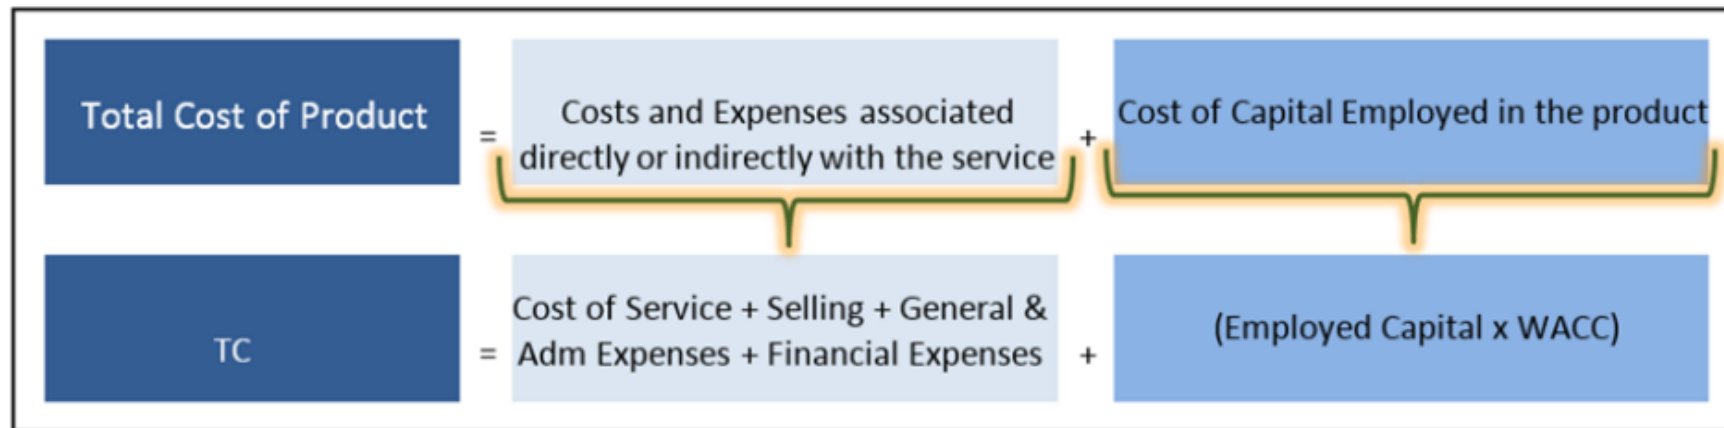 Total Cost of Product
=
Costs and Expenses associated
directly or indirectly with the service
+
Cost of Capital Employed in the product
TC
=
Cost of Service + Selling + General &
Adm Expenses + Financial Expenses
+
(Employed Capital x WACC)